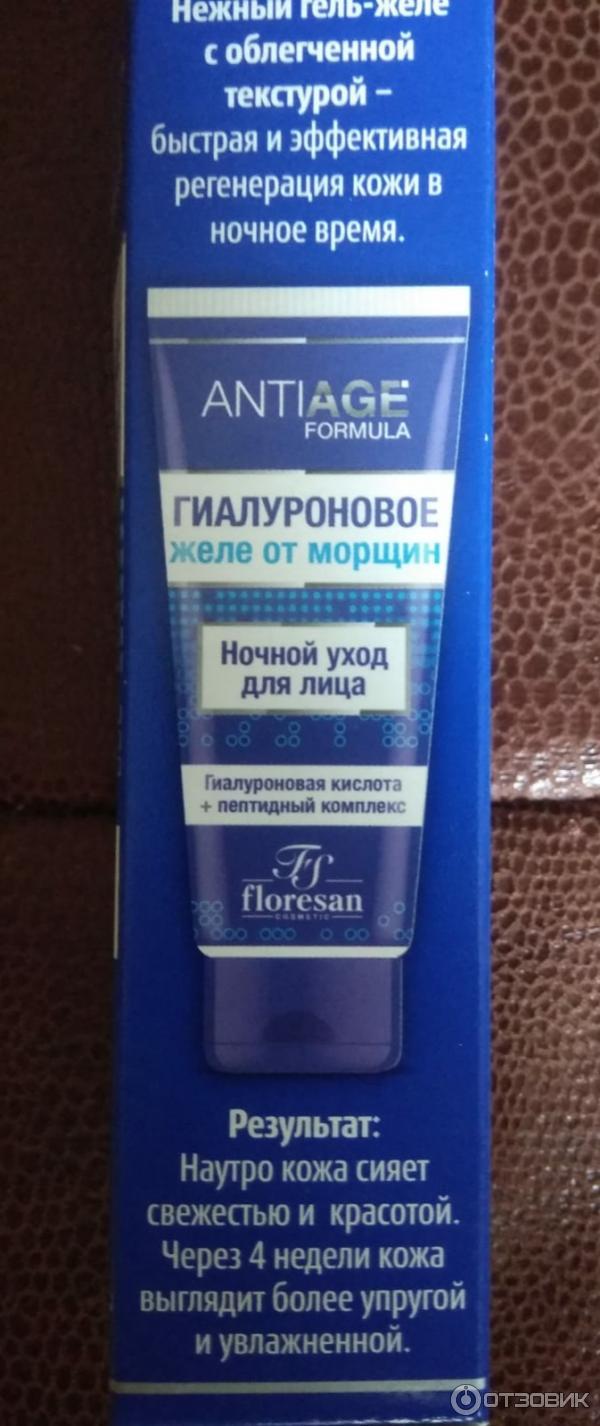 Нежный гель-желе
с облегченной
текстурой –
быстрая и эффективная
регенерация кожи в
ночное время.
ANTIAGE
FORMULA
ГИАЛУРОНОВОЕ
желе от морщин
Ночной уход
для лица
Гиалуроновая кислота
+ пептидный комплекс
FS
floresan
COSMETIC
Результат:
Наутро кожа сияет
свежестью и красотой.
Через 4 недели кожа
выглядит более упругой
и увлажненной.
ОТЗОВИК